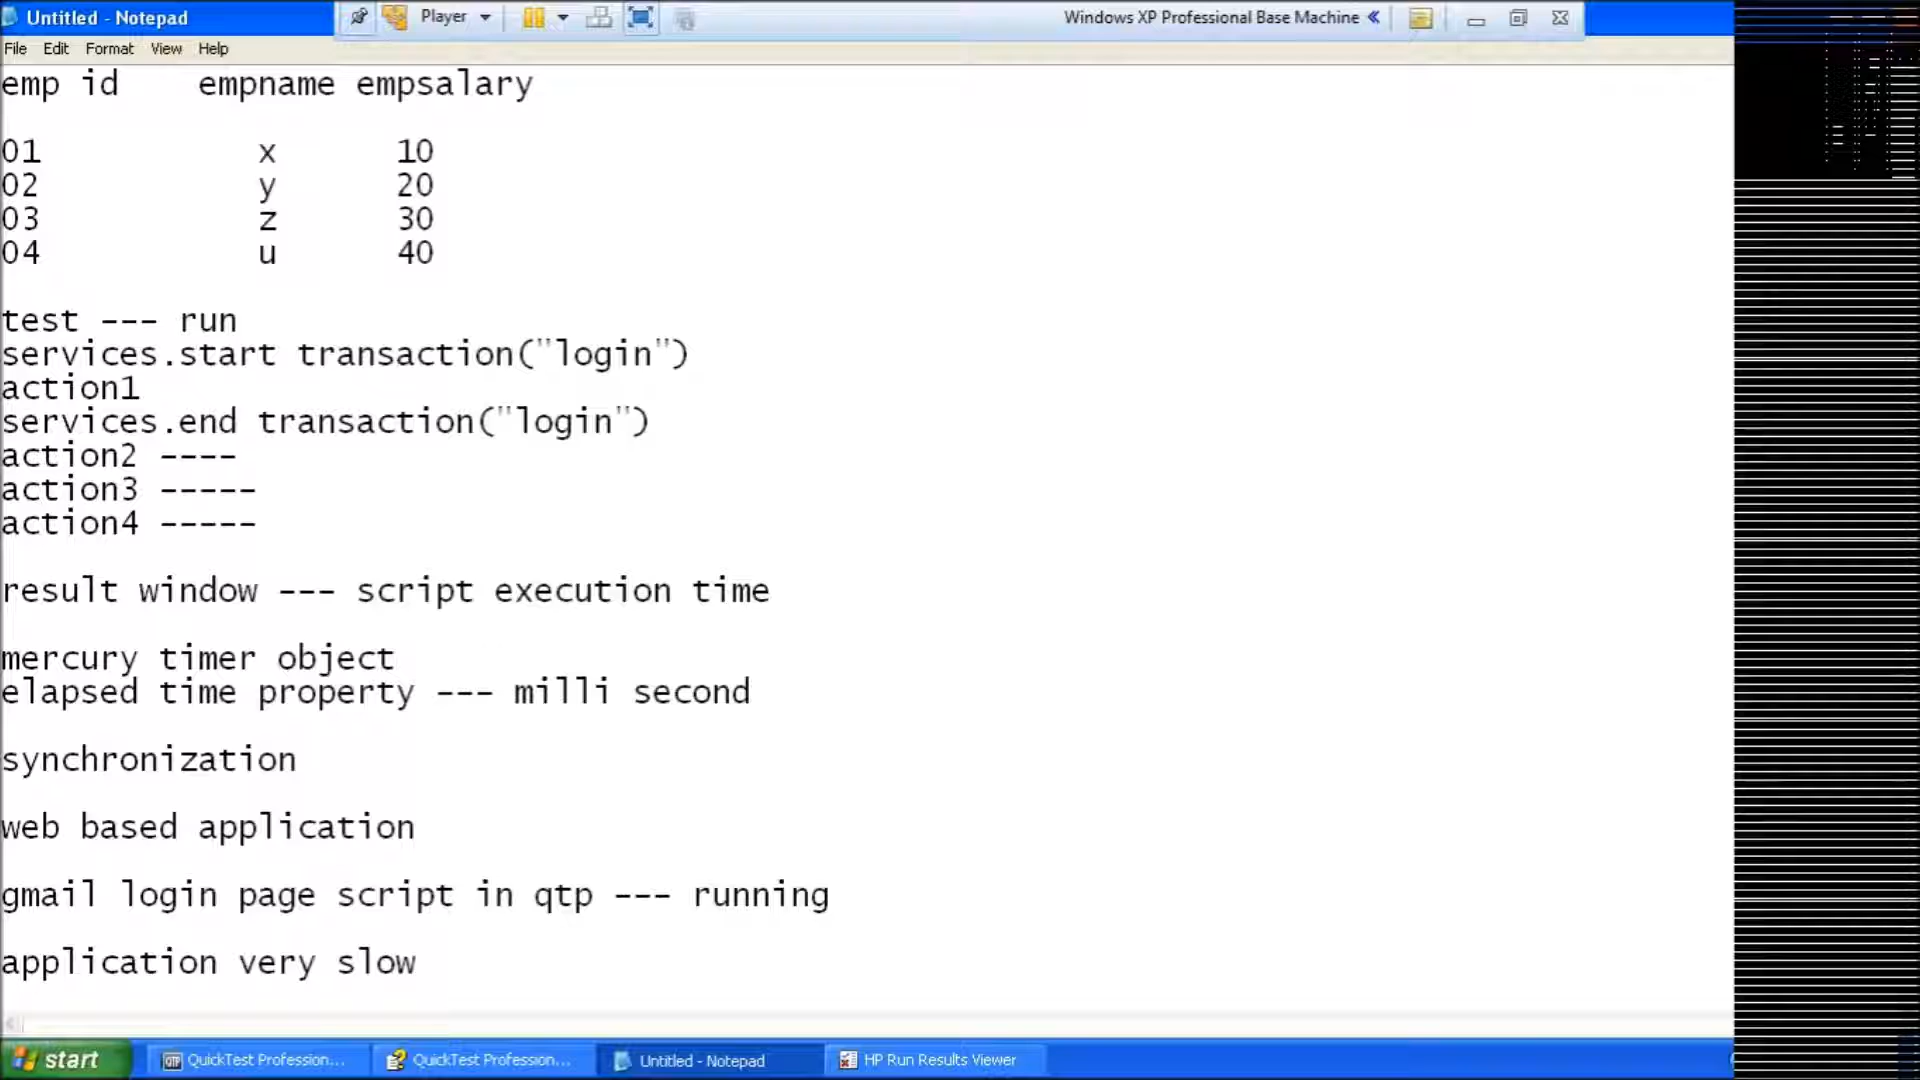 Untitled - Notepad
Player
Windows XP Professional Base Machine
File Edit Format View Help
emp id empname empsalary
01 x 10
02 y 20
03 z 30
04 u 40
test --- run
services.start transaction("login")
action1
services.end transaction("login")
action2 ----
action3 -----
action4 -----
result window --- script execution time
mercury timer object
elapsed time property --- milli second
synchronization
web based application
gmail login page script in qtp --- running
application very slow
start
QuickTest Profession...
QuickTest Profession...
Untitled - Notepad
HP Run Results Viewer